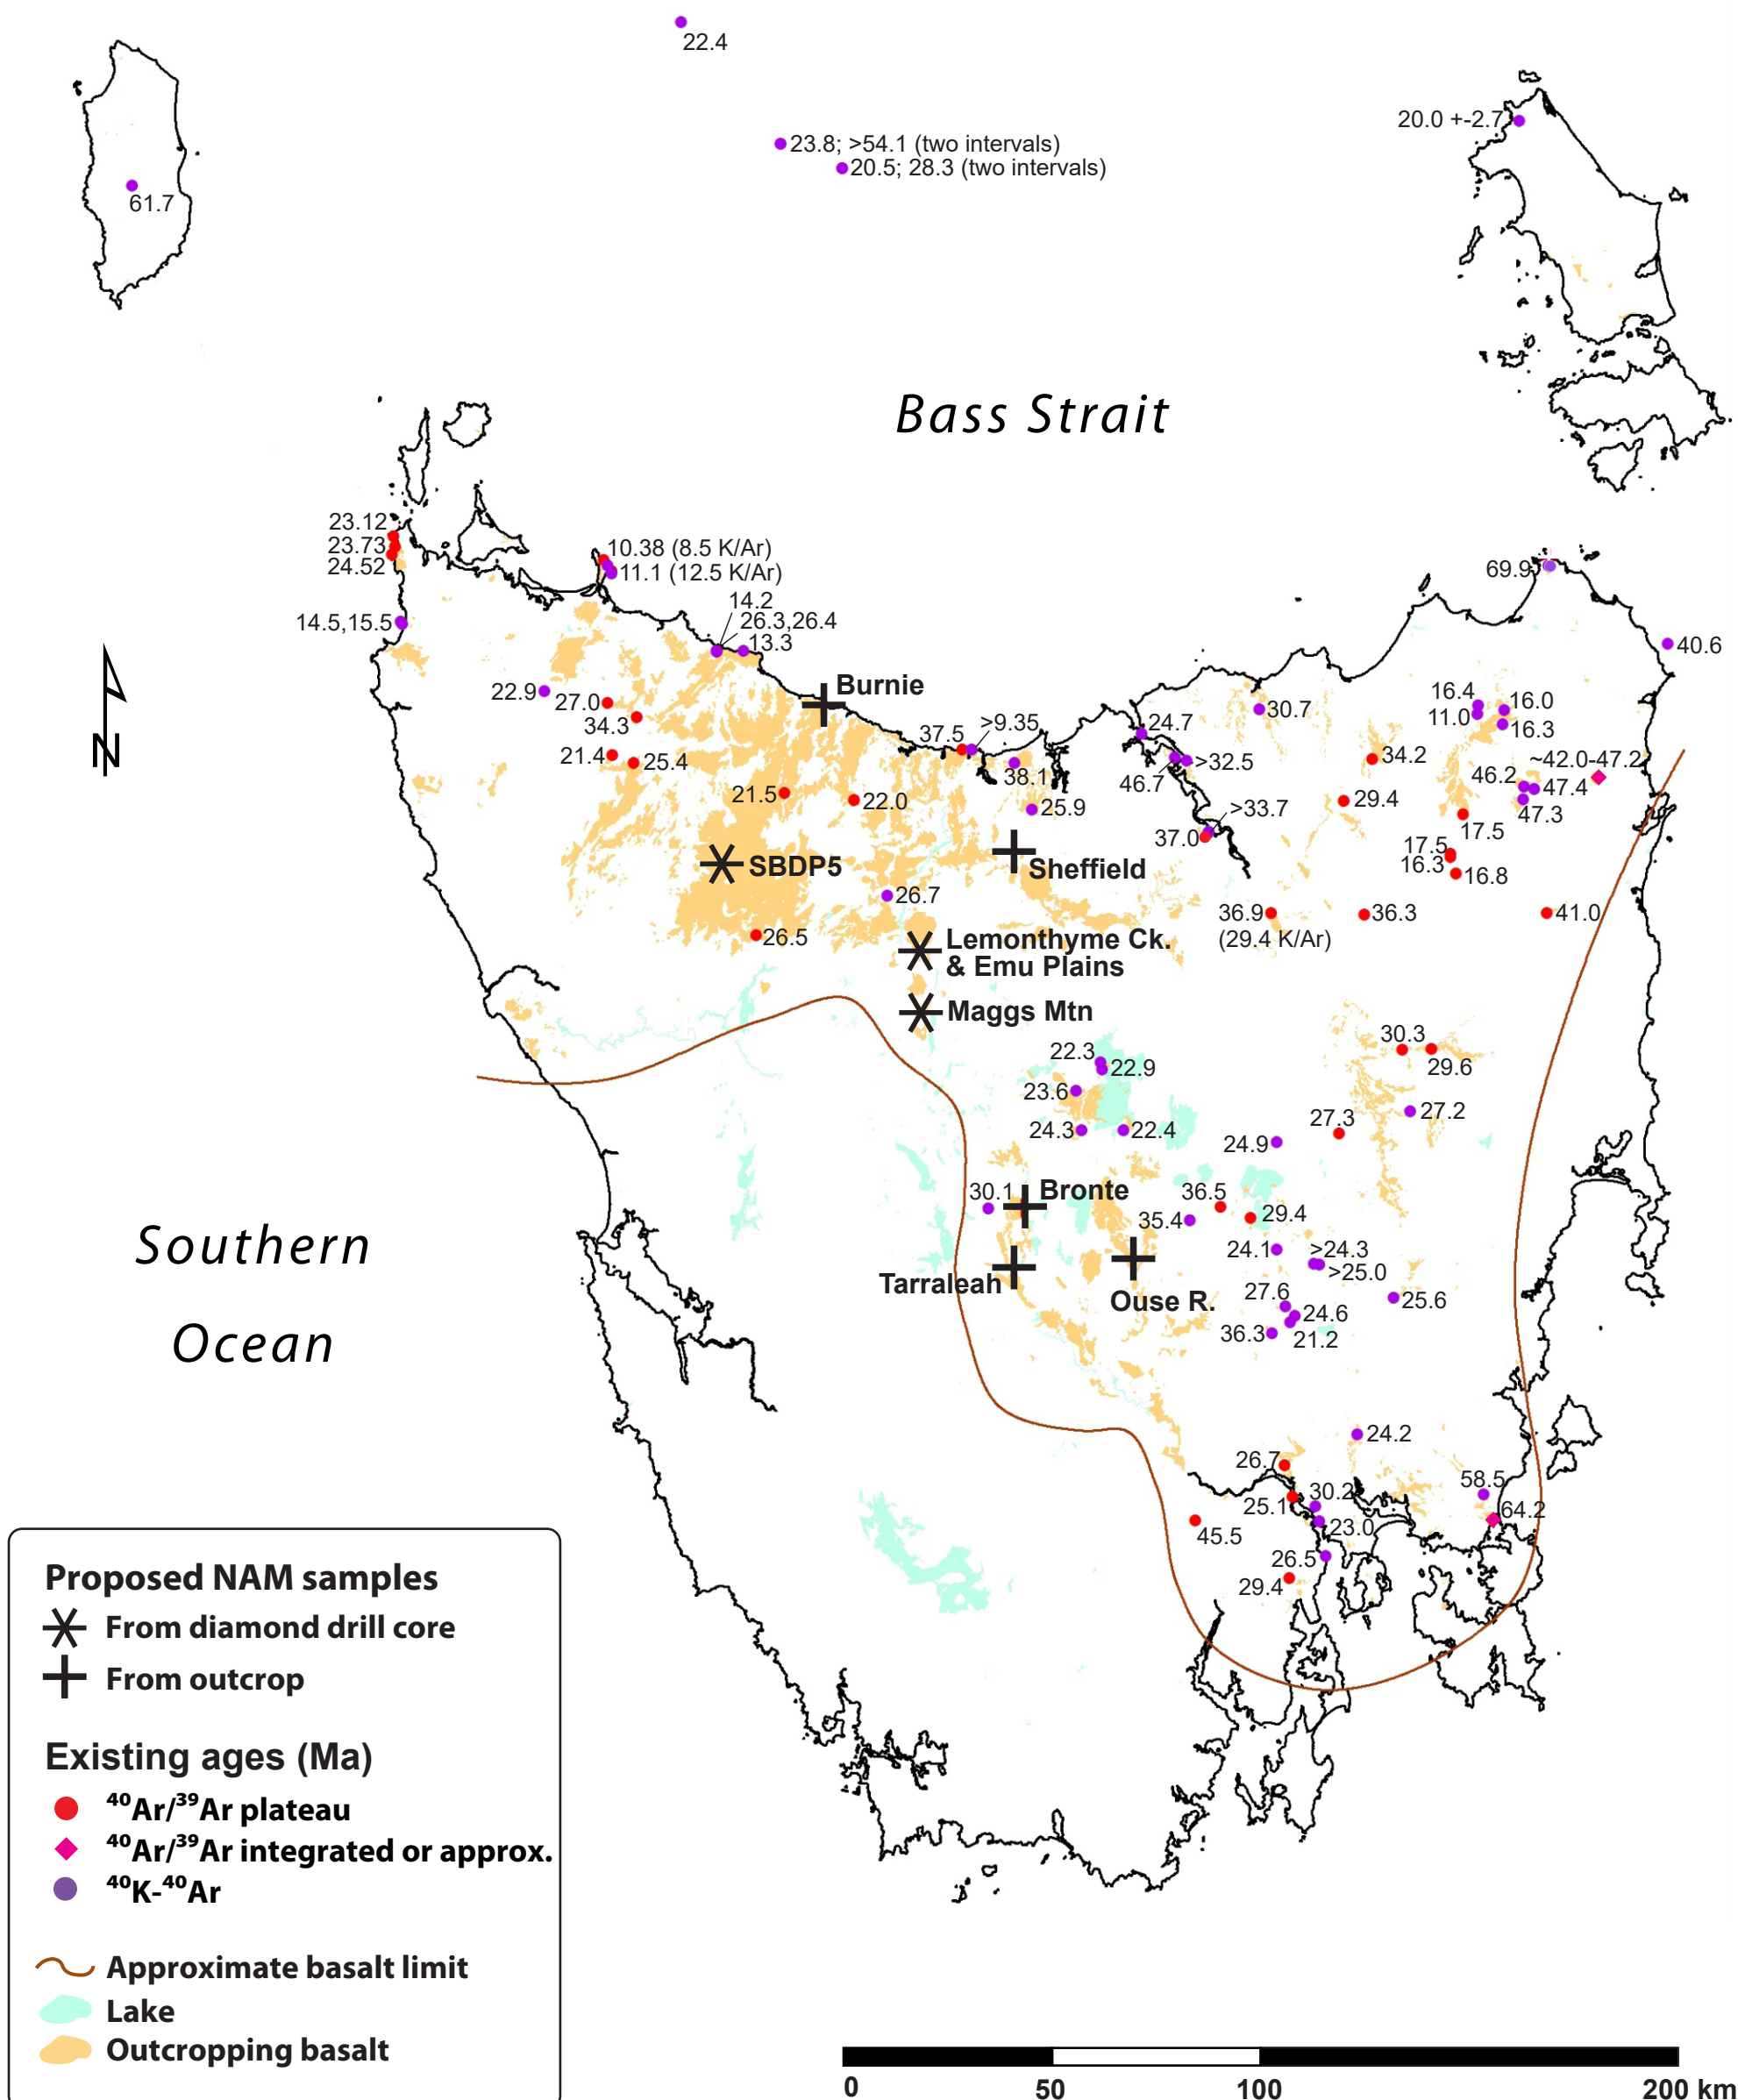 22.4
23.8; >54.1 (two intervals)
20.5; 28.3 (two intervals)
20.0 +-2.7
61.7
Bass Strait
23.12
23.73
24.52
10.38 (8.5 K/Ar)
11.1 (12.5 K/Ar)
69.9
14.2
26.3,26.4
13.3
14.5,15.5
40.6
22.9
27.0
34.3
Burnie
30.7
16.4
11.0
16.0
16.3
37.5
>9.35
24.7
21.4
25.4
38.1
46.7
>32.5
34.2
~42.0-47.2
46.2
47.4
47.3
21.5
22.0
25.9
>33.7
37.0
29.4
17.5
17.5
16.3
16.8
SBDP5
Sheffield
26.7
36.9
(29.4 K/Ar)
36.3
41.0
26.5
Lemonthyme Ck.
& Emu Plains
Maggs Mtn
N
22.3
22.9
23.6
24.3
22.4
30.3
29.6
27.2
27.3
24.9
30.1
Bronte
36.5
35.4
29.4
24.1
>24.3
>25.0
Tarraleah
Ouse R.
27.6
24.6
36.3
21.2
25.6
Southern
Ocean
24.2
26.7
25.1
30.2
23.0
58.5
64.2
45.5
26.5
29.4
Proposed NAM samples
From diamond drill core
From outcrop
Existing ages (Ma)
⁴⁰Ar/³⁹Ar plateau
⁴⁰Ar/³⁹Ar integrated or approx.
⁴⁰K-⁴⁰Ar
Approximate basalt limit
Lake
Outcropping basalt
0 50 100 200 km